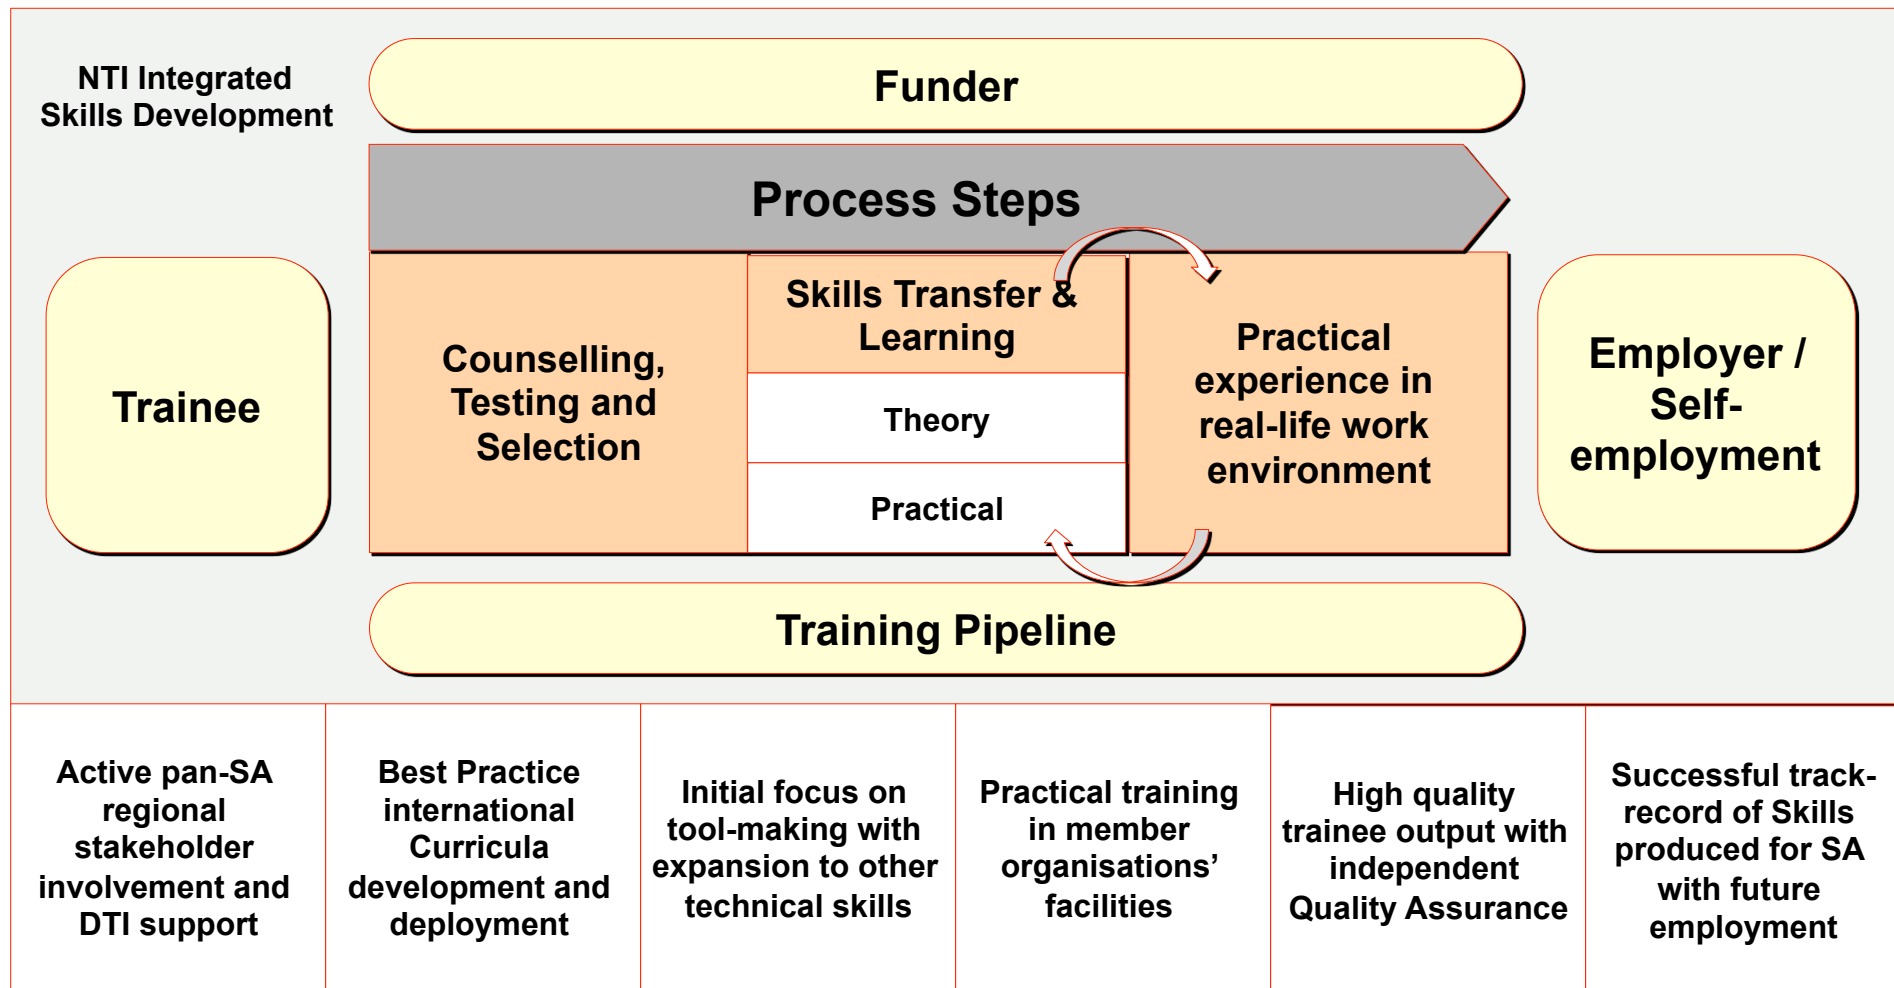 NTI Integrated
Skills Development
Funder
Process Steps
Trainee
Counselling,
Testing and
Selection
Skills Transfer &
Learning
Theory
Practical
Practical
experience in
real-life work
environment
Employer /
Self-
employment
Training Pipeline
Active pan-SA
regional
stakeholder
involvement and
DTI support
Best Practice
international
Curricula
development and
deployment
Initial focus on
tool-making with
expansion to other
technical skills
Practical training
in member
organisations’
facilities
High quality
trainee output with
independent
Quality Assurance
Successful track-
record of Skills
produced for SA
with future
employment